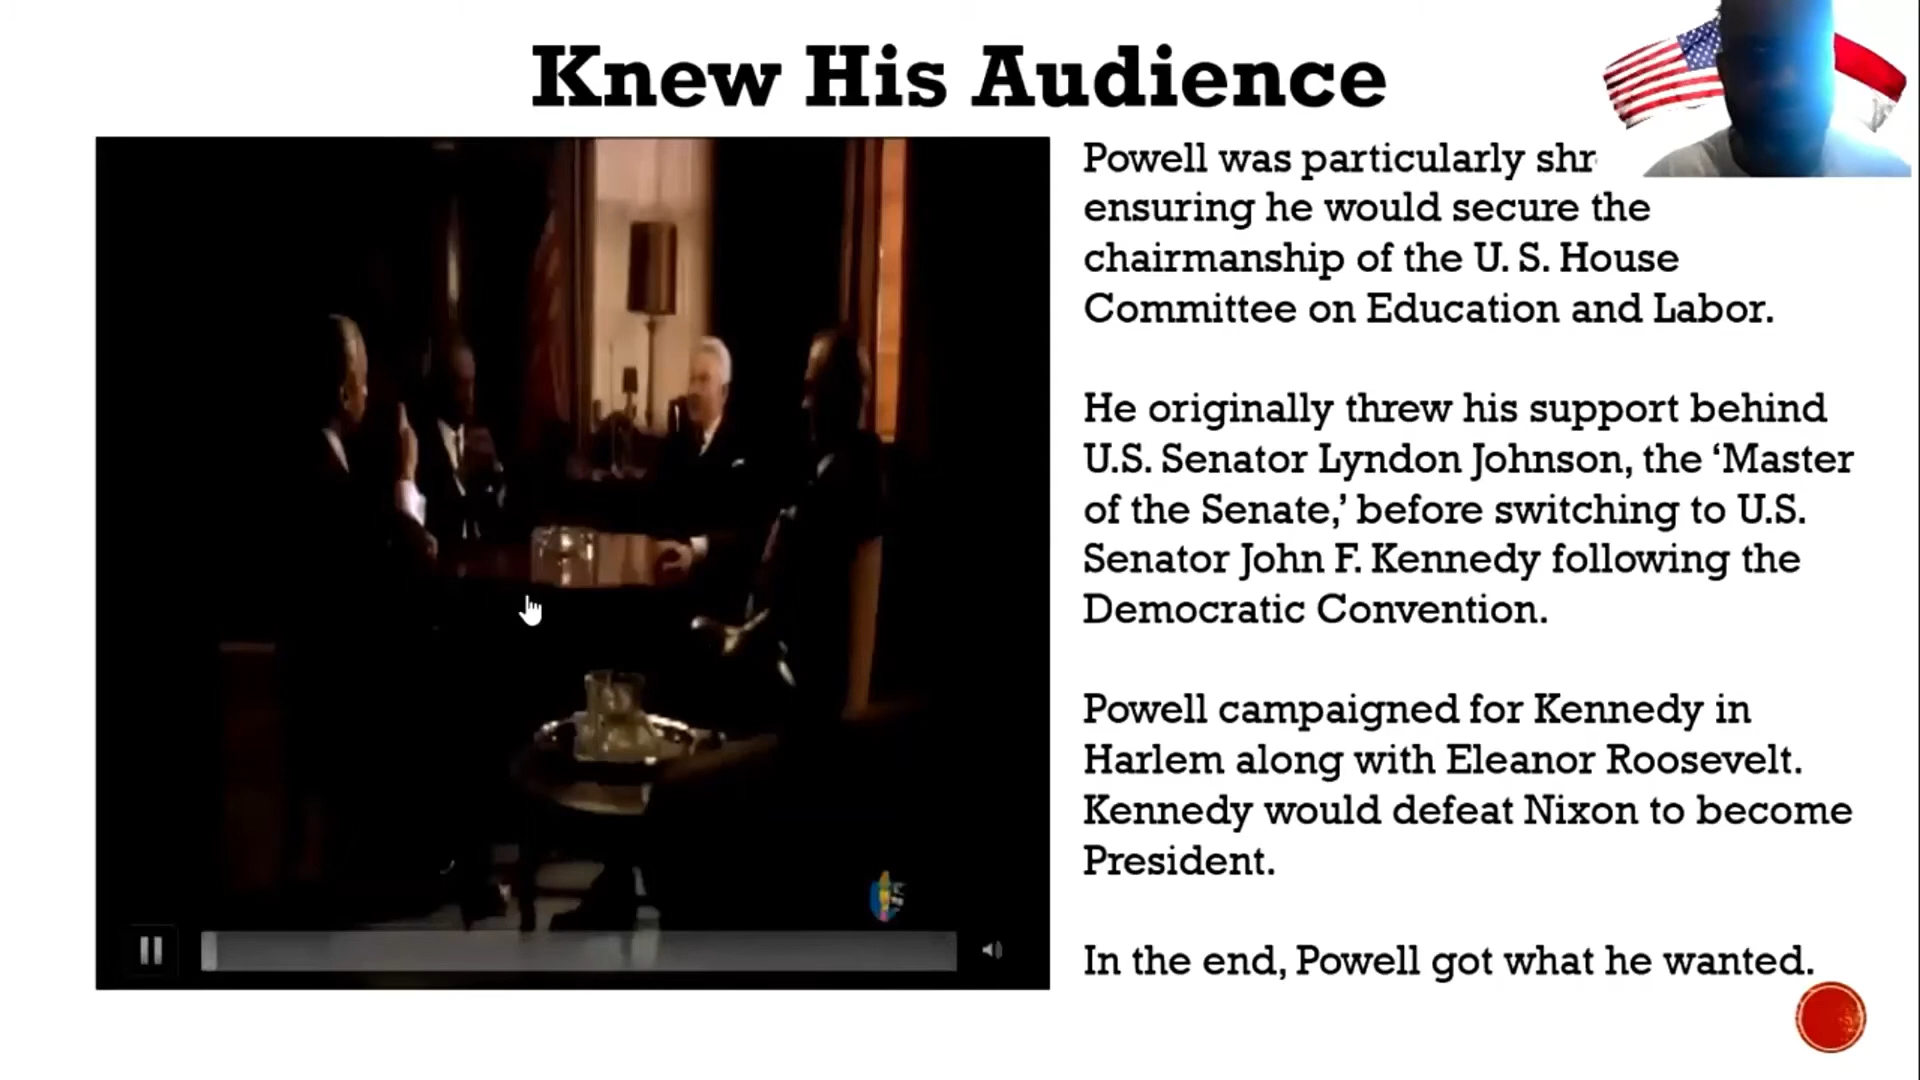 Knew His Audience
Powell was particularly
ensuring he would secure the
chairmanship of the U. S. House
Committee on Education and Labor.
He originally threw his support behind
U.S. Senator Lyndon Johnson, the ‘Master
of the Senate,’ before switching to U.S.
Senator John F. Kennedy following the
Democratic Convention.
Powell campaigned for Kennedy in
Harlem along with Eleanor Roosevelt.
Kennedy would defeat Nixon to become
President.
In the end, Powell got what he wanted.